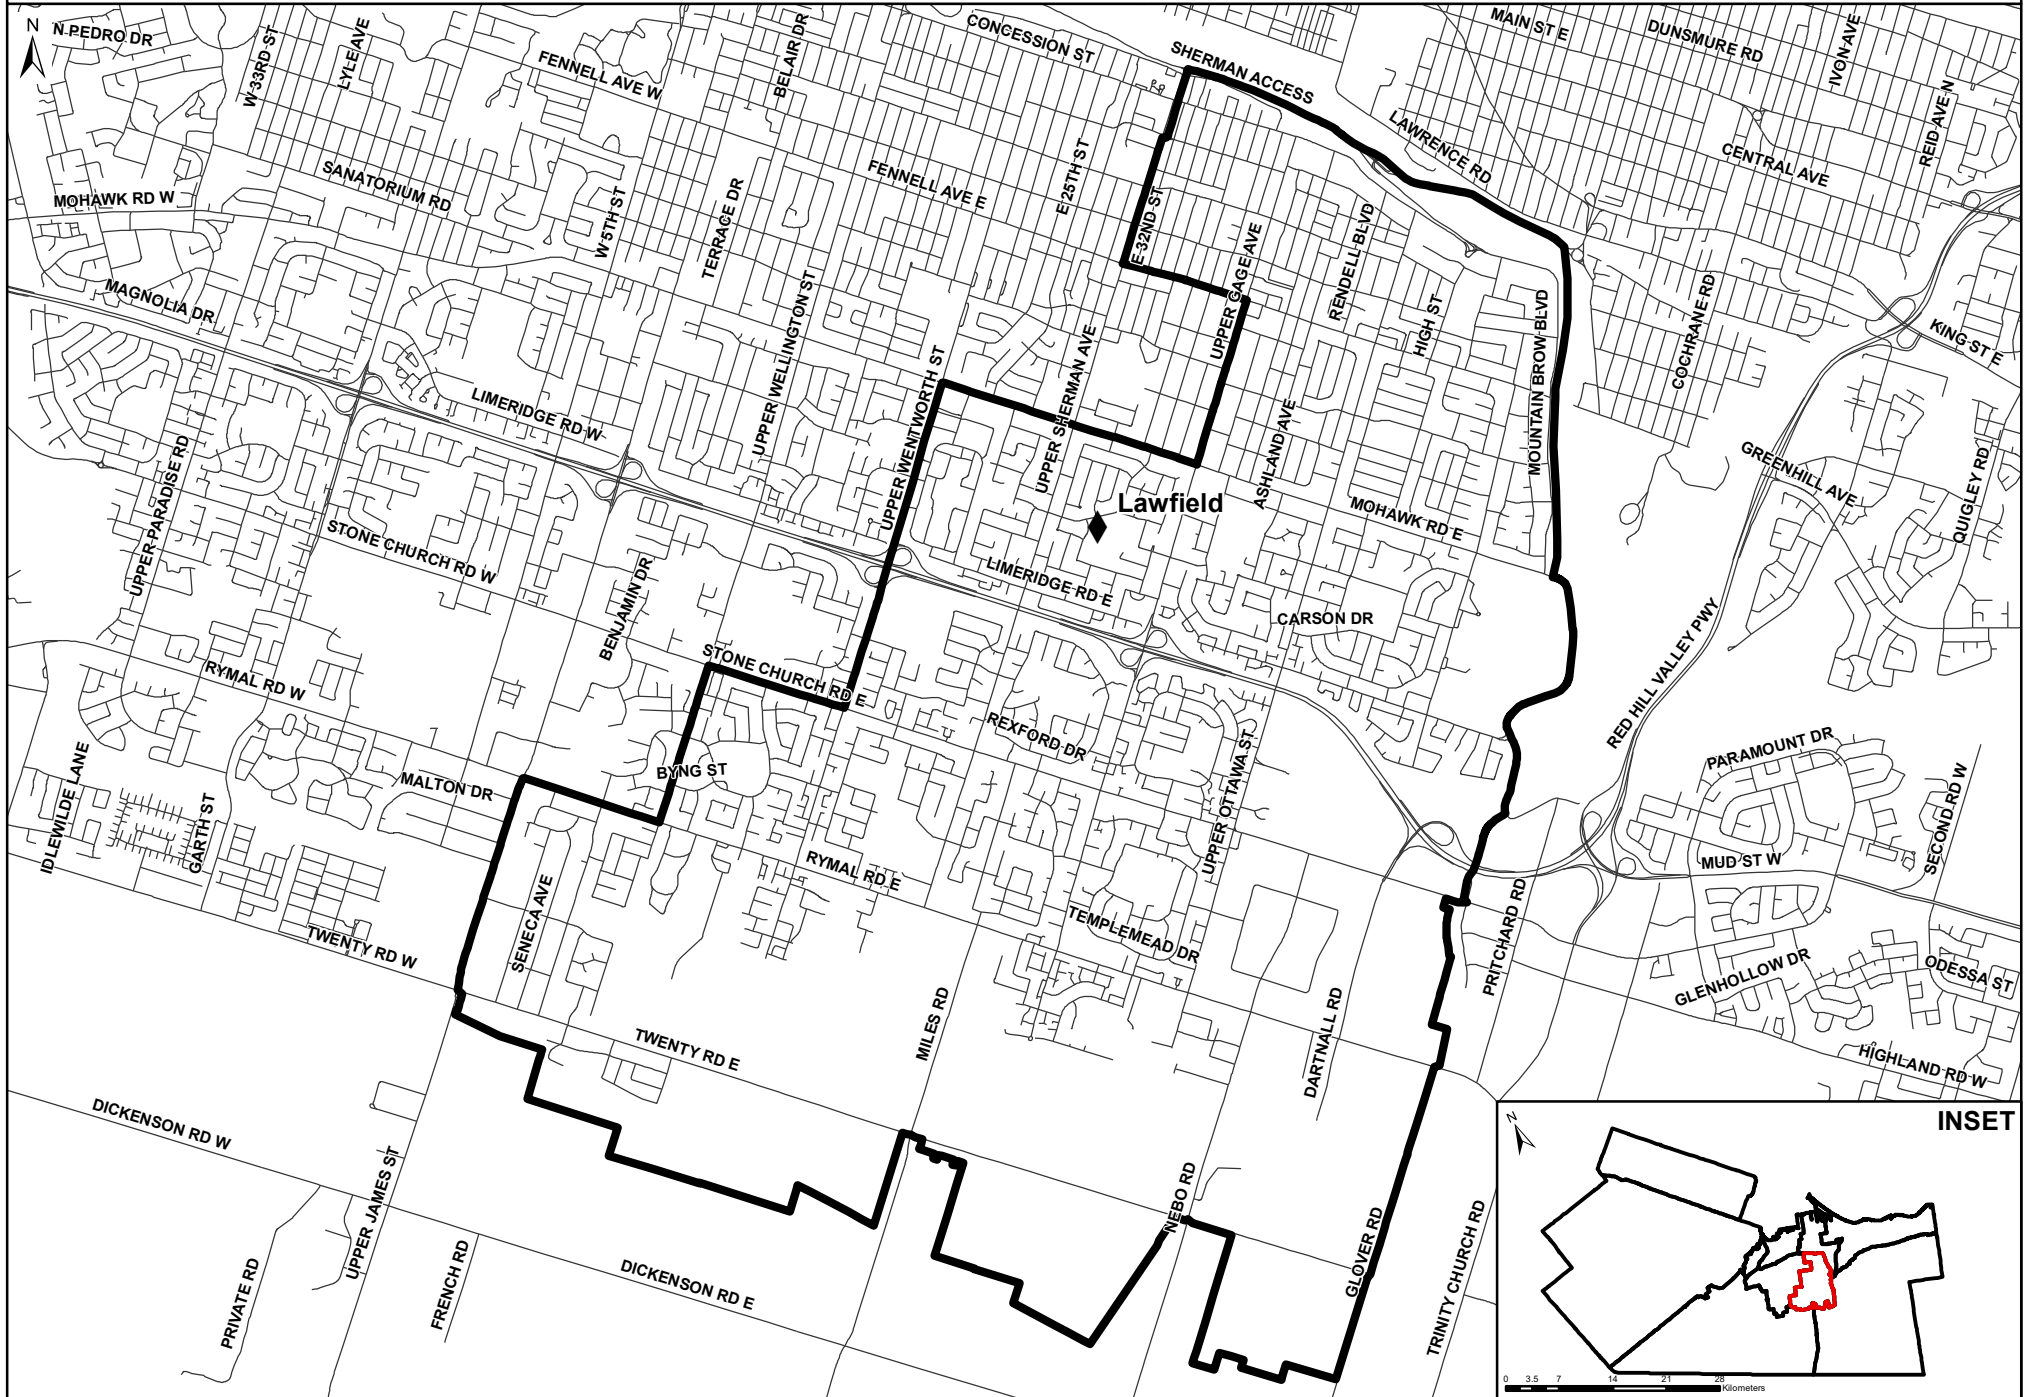 N
N PEDRO DR
W 33RD ST
LYLE AVE
FENNELL AVE W
BELAIR DR
CONCESSION ST
SHERMAN ACCESS
MAIN ST E
DUNSMURE RD
IVON AVE
REID AVE N
LAWRENCE RD
CENTRAL AVE
MOHAWK RD W
SANATORIUM RD
W 5TH ST
TERRACE DR
FENNELL AVE E
E 25TH ST
E 32ND ST
UPPER GAGE AVE
RENDELL BLVD
HIGH ST
MOUNTAIN BROW BLVD
COCHRANE RD
KING ST E
MAGNOLIA DR
UPPER WELLINGTON ST
UPPER WENTWORTH ST
UPPER SHERMAN AVE
ASHLAND AVE
LIMERIDGE RD W
UPPER PARADISE RD
GREENHILL AVE
QUIGLEY RD
Lawfield
MOHAWK RD E
STONE CHURCH RD W
BENJAMIN DR
LIMERIDGE RD E
CARSON DR
RED HILL VALLEY PWY
STONE CHURCH RD E
RYMAL RD W
REXFORD DR
BYNG ST
UPPER OTTAWA ST
PARAMOUNT DR
IDLEWILDE LANE
MALTON DR
GARTH ST
SECOND RD W
MUD ST W
RYMAL RD E
PRITCHARD RD
SENECA AVE
TEMPLEMEAD DR
TWENTY RD W
GLENHOLLOW DR
ODESSA ST
MILES RD
DARTNALL RD
TWENTY RD E
HIGHLAND RD W
DICKENSON RD W
UPPER JAMES ST
NEBO RD
GLOVER RD
TRINITY CHURCH RD
PRIVATE RD
FRENCH RD
DICKENSON RD E
INSET
N
0 3.5 7 14 21 28
Kilometers